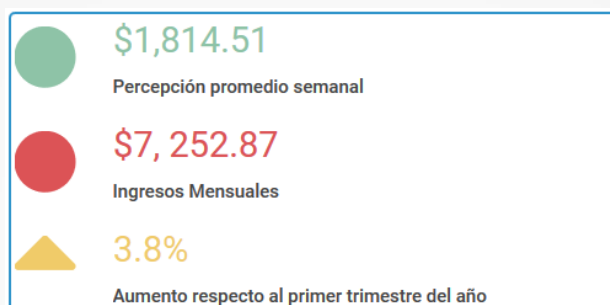 $1,814.51
Percepción promedio semanal
$7, 252.87
Ingresos Mensuales
3.8%
Aumento respecto al primer trimestre del año